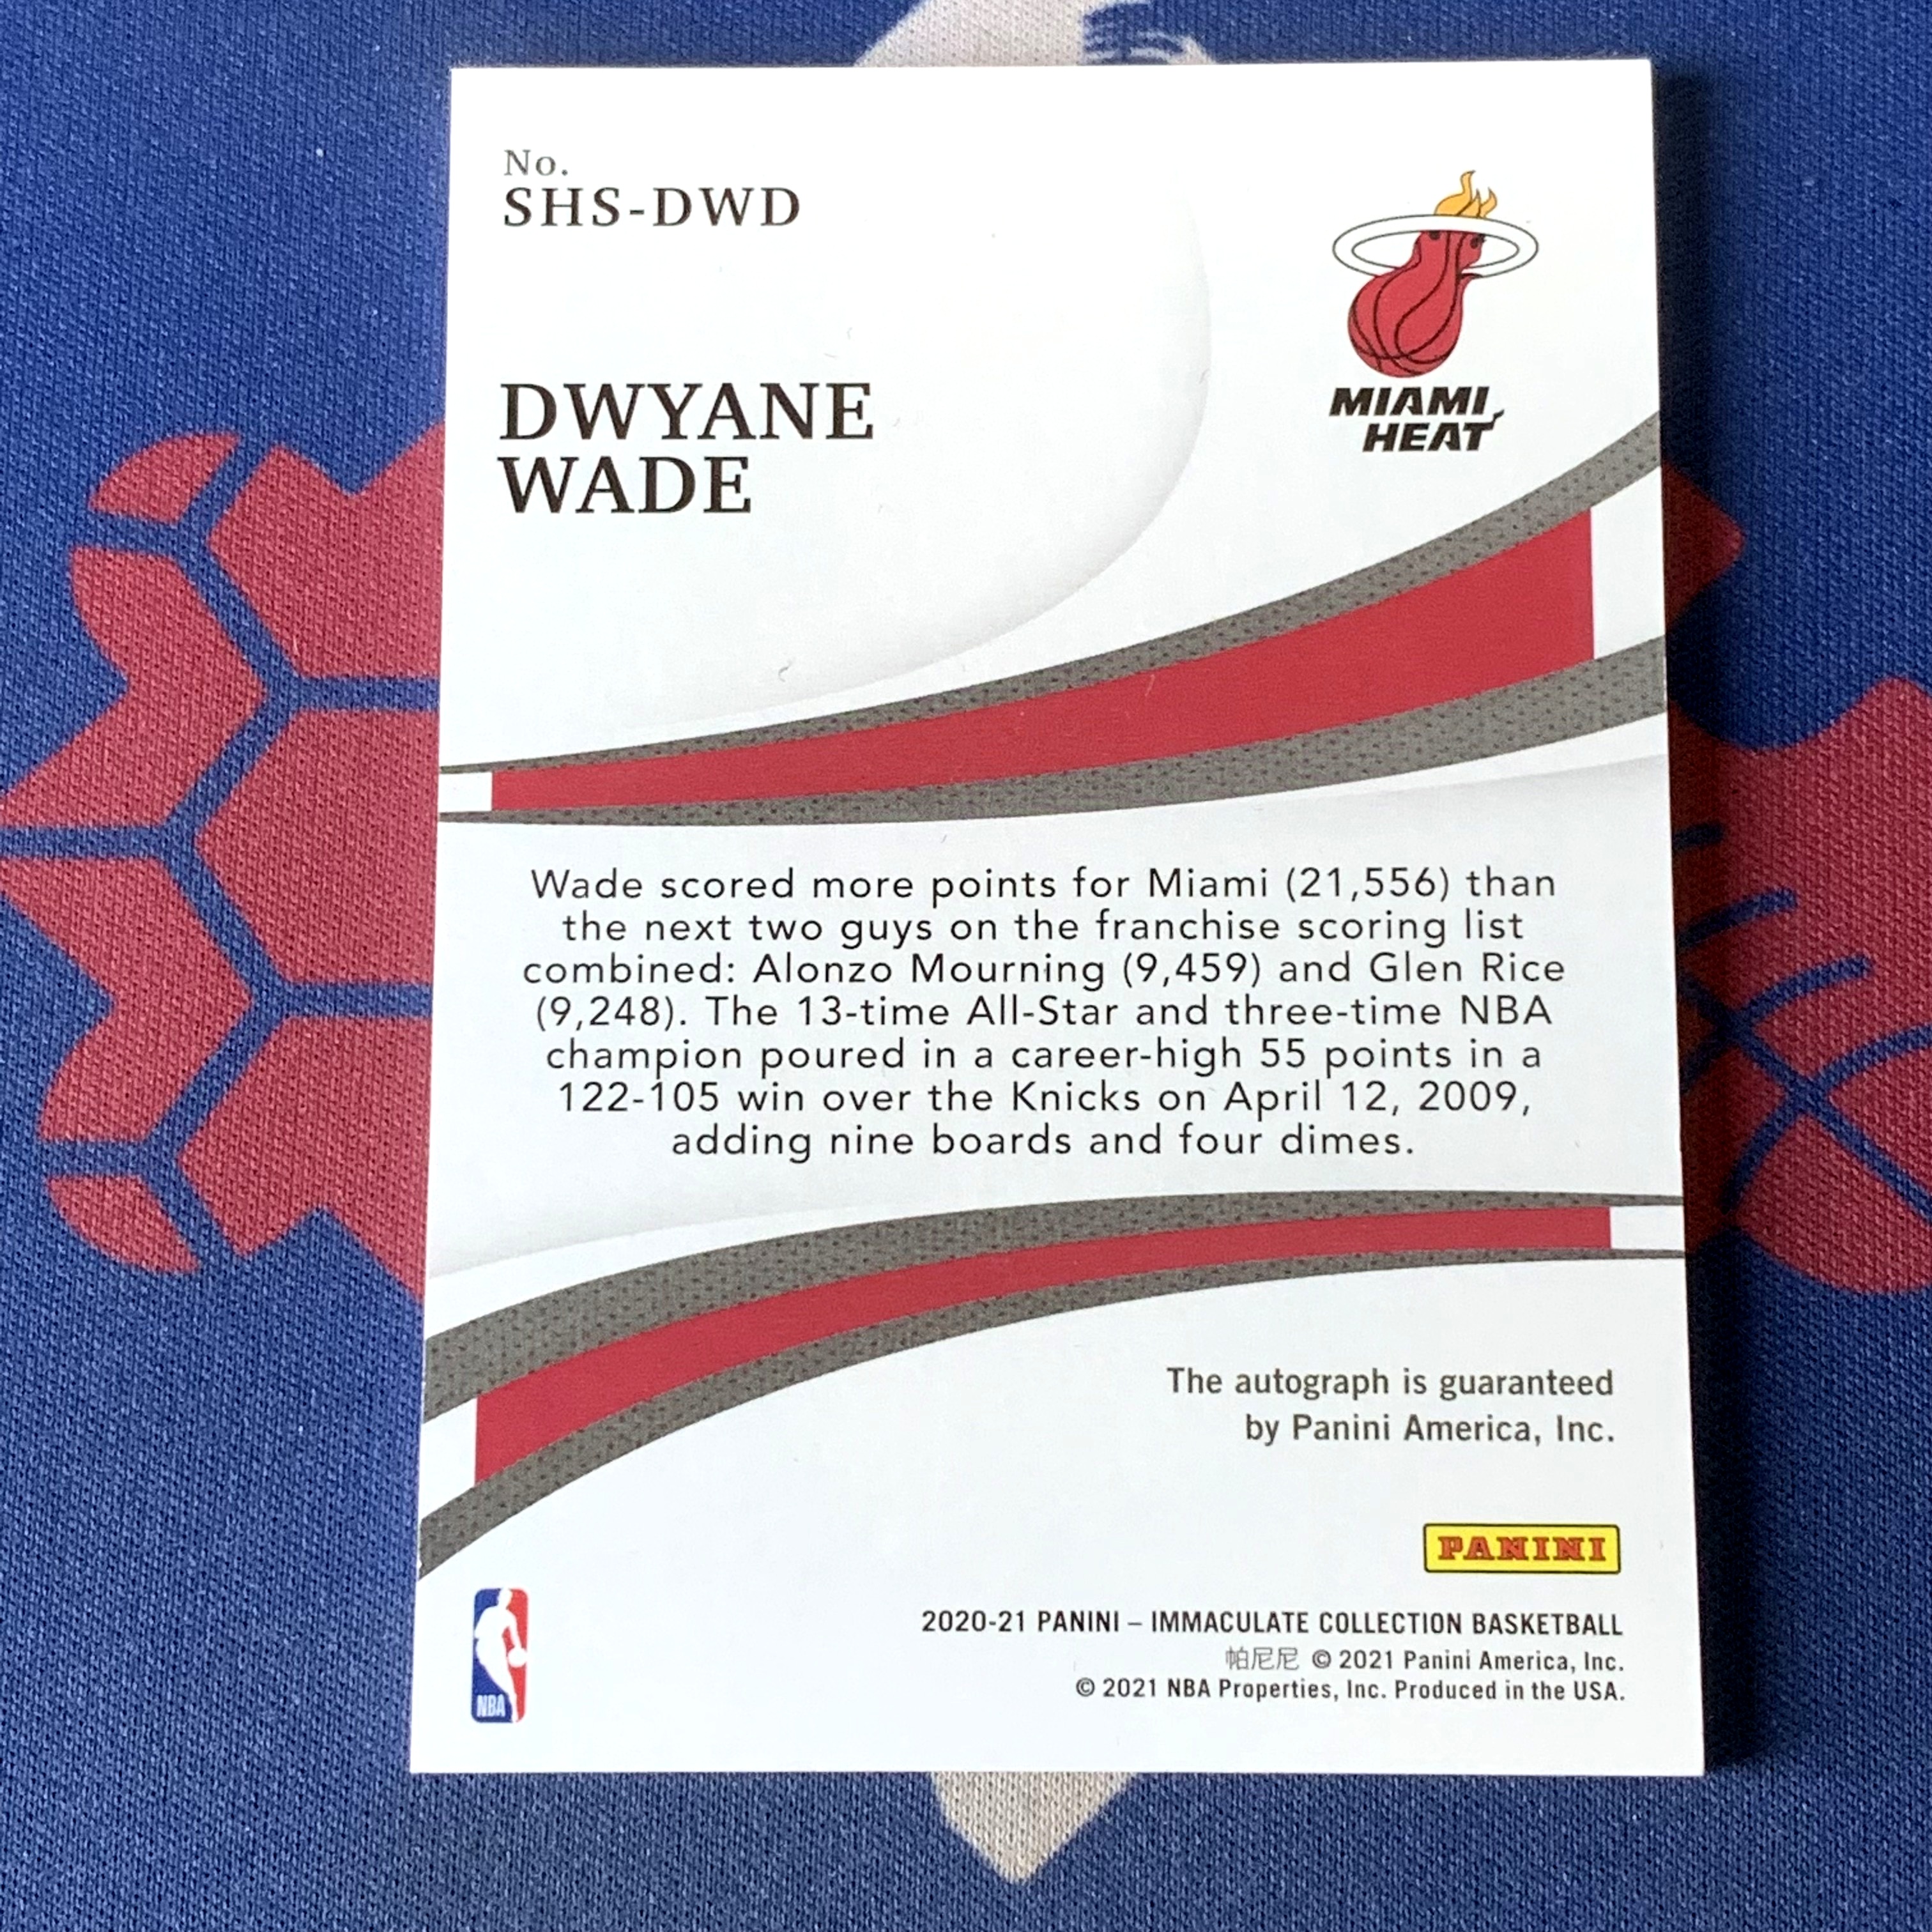 No.
SHS-DWD
MIAMI
HEAT
DWYANE
WADE
Wade scored more points for Miami (21,556) than
the next two guys on the franchise scoring list
combined: Alonzo Mourning (9,459) and Glen Rice
(9,248). The 13-time All-Star and three-time NBA
champion poured in a career-high 55 points in a
122-105 win over the Knicks on April 12, 2009,
adding nine boards and four dimes.
The autograph is guaranteed
by Panini America, Inc.
PANINI
NBA
2020-21 PANINI – IMMACULATE COLLECTION BASKETBALL
帕尼尼 © 2021 Panini America, Inc.
© 2021 NBA Properties, Inc. Produced in the USA.